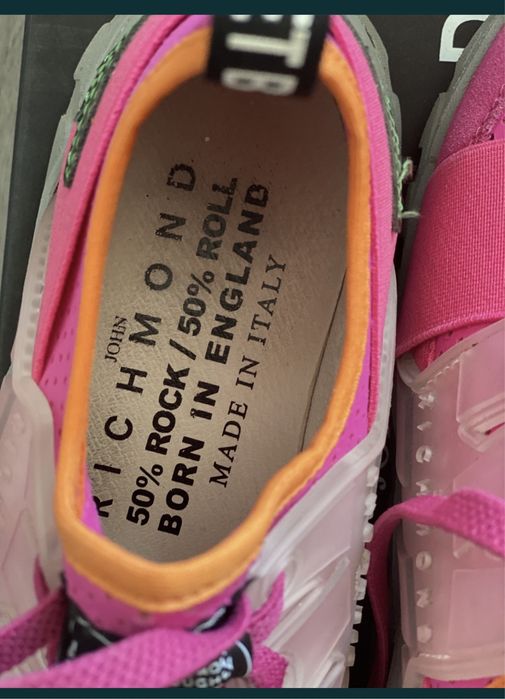 JOHN
RICHMOND
50% ROCK / 50% ROLL
BORN IN ENGLAND
MADE IN ITALY